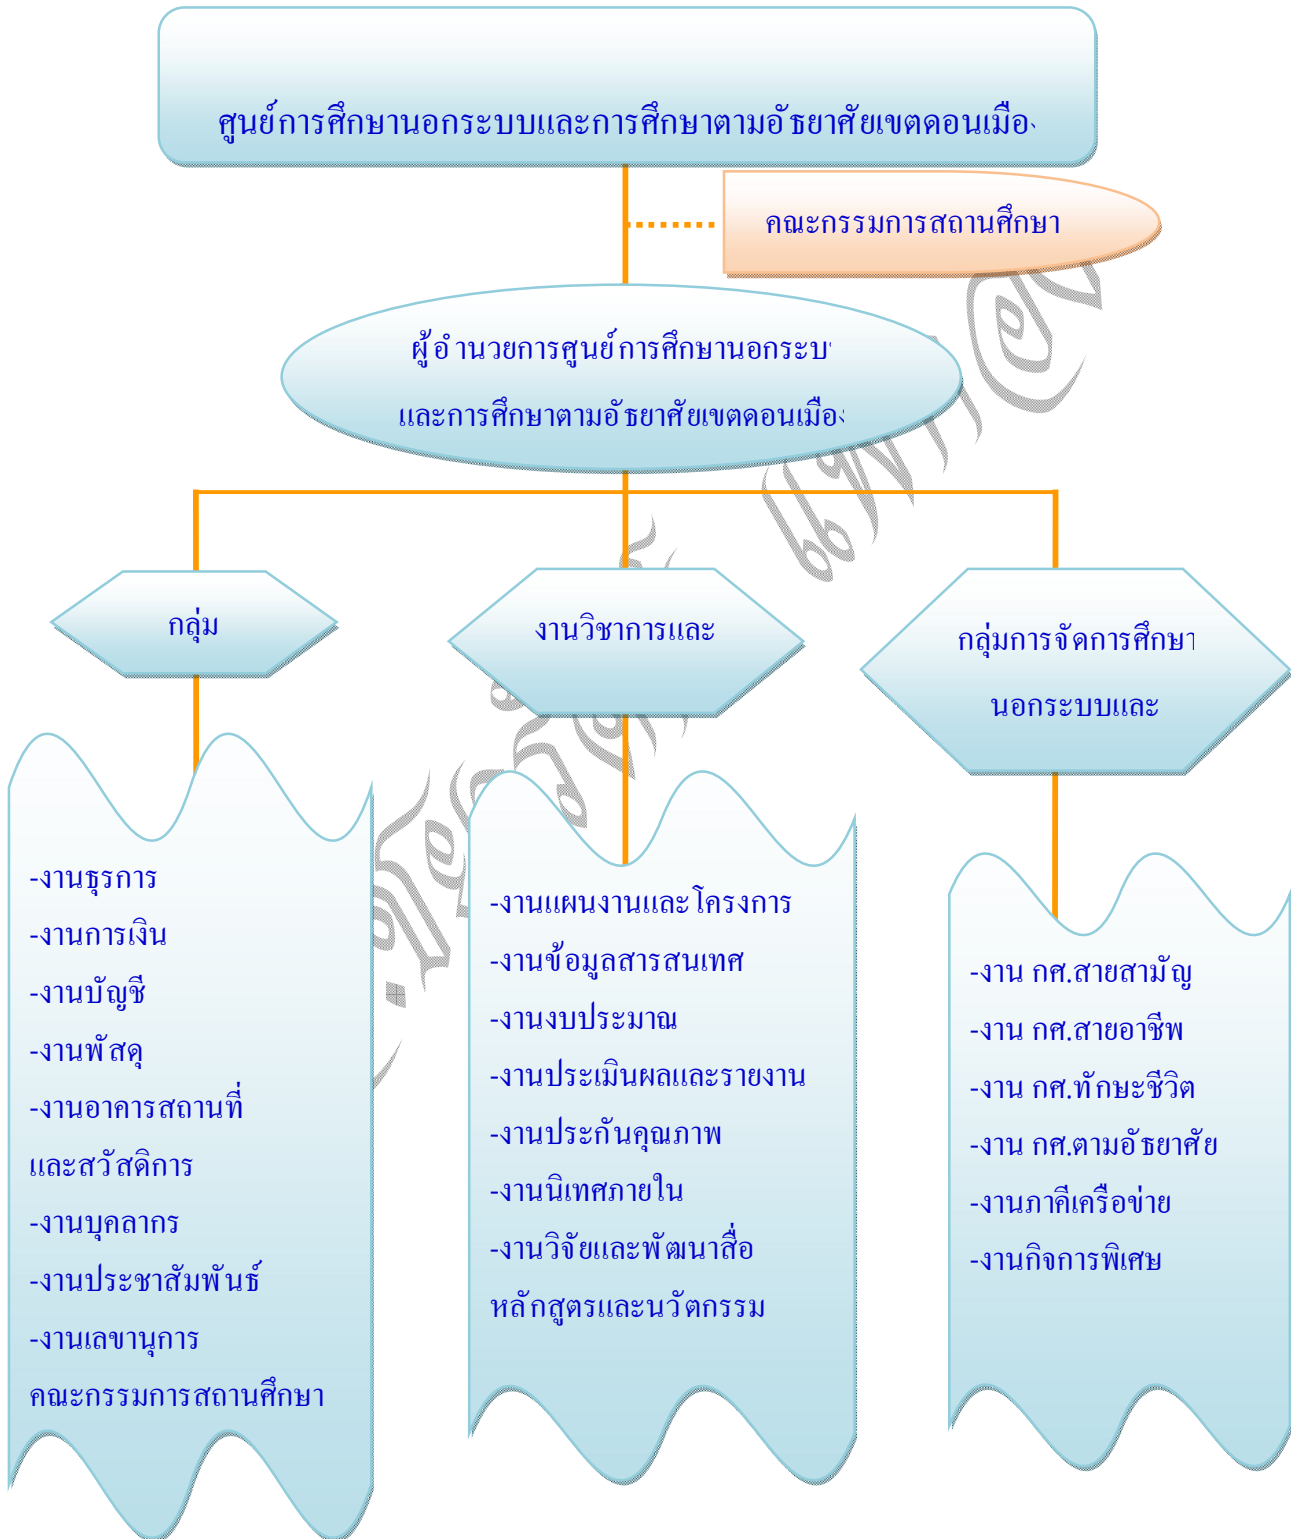 ศูนย์การศึกษานอกระบบและการศึกษาตามอัธยาศัยเขตดอนเมือง
คณะกรรมการสถานศึกษา
ผู้อำนวยการศูนย์การศึกษานอกระบบ
และการศึกษาตามอัธยาศัยเขตดอนเมือง
กลุ่ม
งานวิชาการและ
กลุ่มการจัดการศึกษา
นอกระบบและ
-งานธุรการ
-งานการเงิน
-งานบัญชี
-งานพัสดุ
-งานอาคารสถานที่
และสวัสดิการ
-งานบุคลากร
-งานประชาสัมพันธ์
-งานเลขานุการ
คณะกรรมการสถานศึกษา
-งานแผนงานและโครงการ
-งานข้อมูลสารสนเทศ
-งานงบประมาณ
-งานประเมินผลและรายงาน
-งานประกันคุณภาพ
-งานนิเทศภายใน
-งานวิจัยและพัฒนาสื่อ
หลักสูตรและนวัตกรรม
-งาน กศ.สายสามัญ
-งาน กศ.สายอาชีพ
-งาน กศ.ทักษะชีวิต
-งาน กศ.ตามอัธยาศัย
-งานภาคีเครือข่าย
-งานกิจการพิเศษ